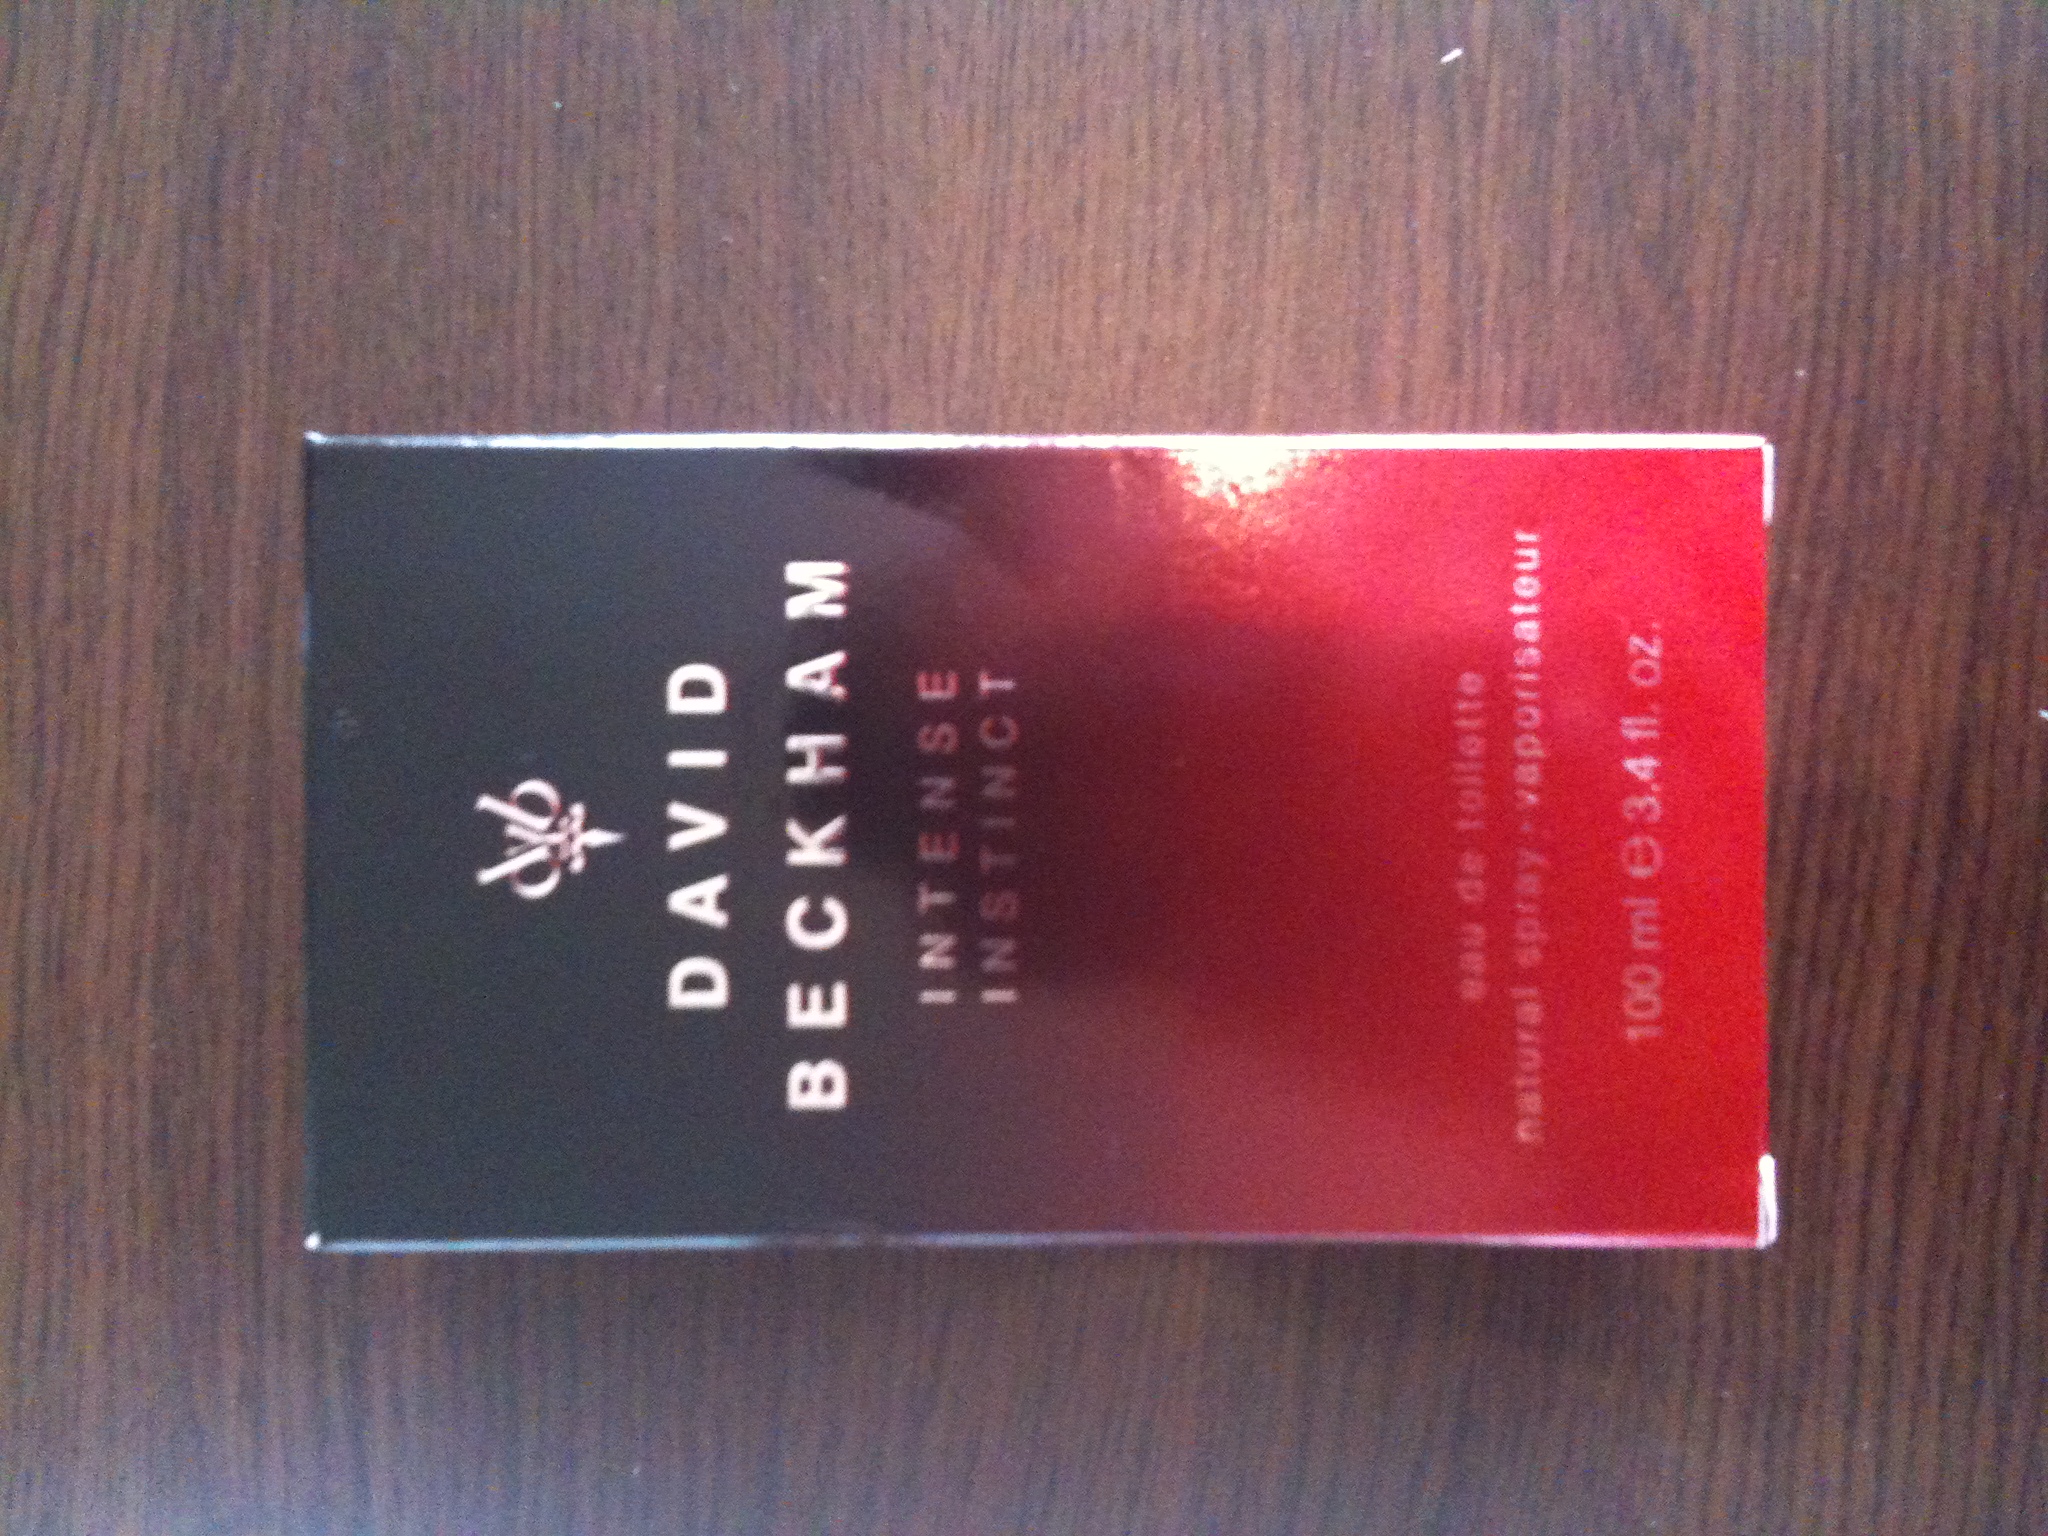 DAVID
BECKHAM
INTENSE
INSTINCT
eau de toilette
natural spray • vaporisateur
100 ml ℮ 3.4 fl. oz.